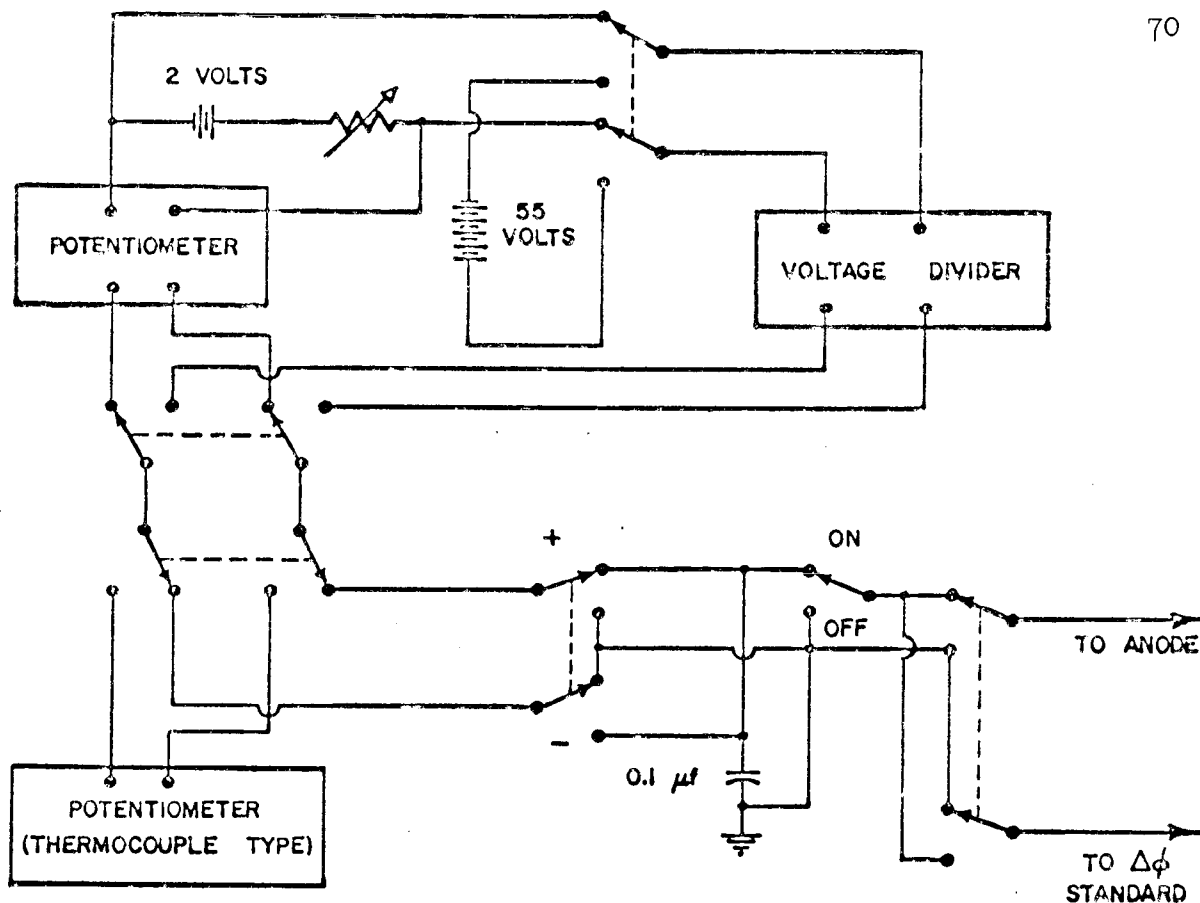 70
2 VOLTS
55
VOLTS
POTENTIOMETER
VOLTAGE DIVIDER
+
ON
OFF
TO ANODE
-
0.1 μf
POTENTIOMETER
(THERMOCOUPLE TYPE)
TO Δϕ
STANDARD